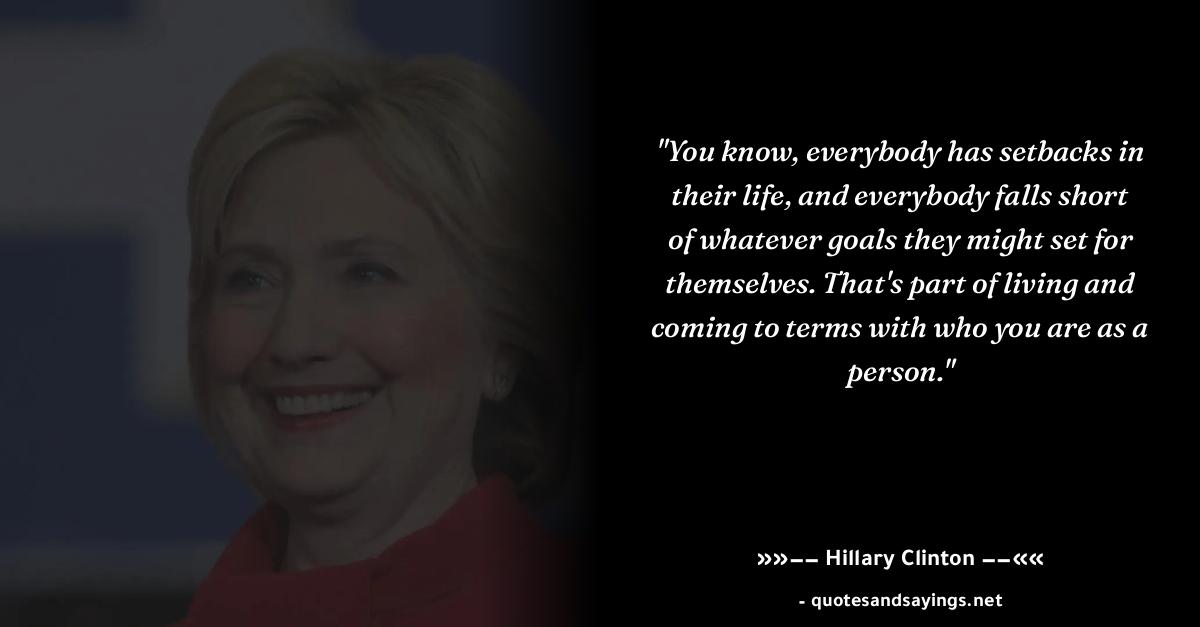 "You know, everybody has setbacks in
their life, and everybody falls short
of whatever goals they might set for
themselves. That's part of living and
coming to terms with who you are as a
person."
»»−− Hillary Clinton −−««
- quotesandsayings.net